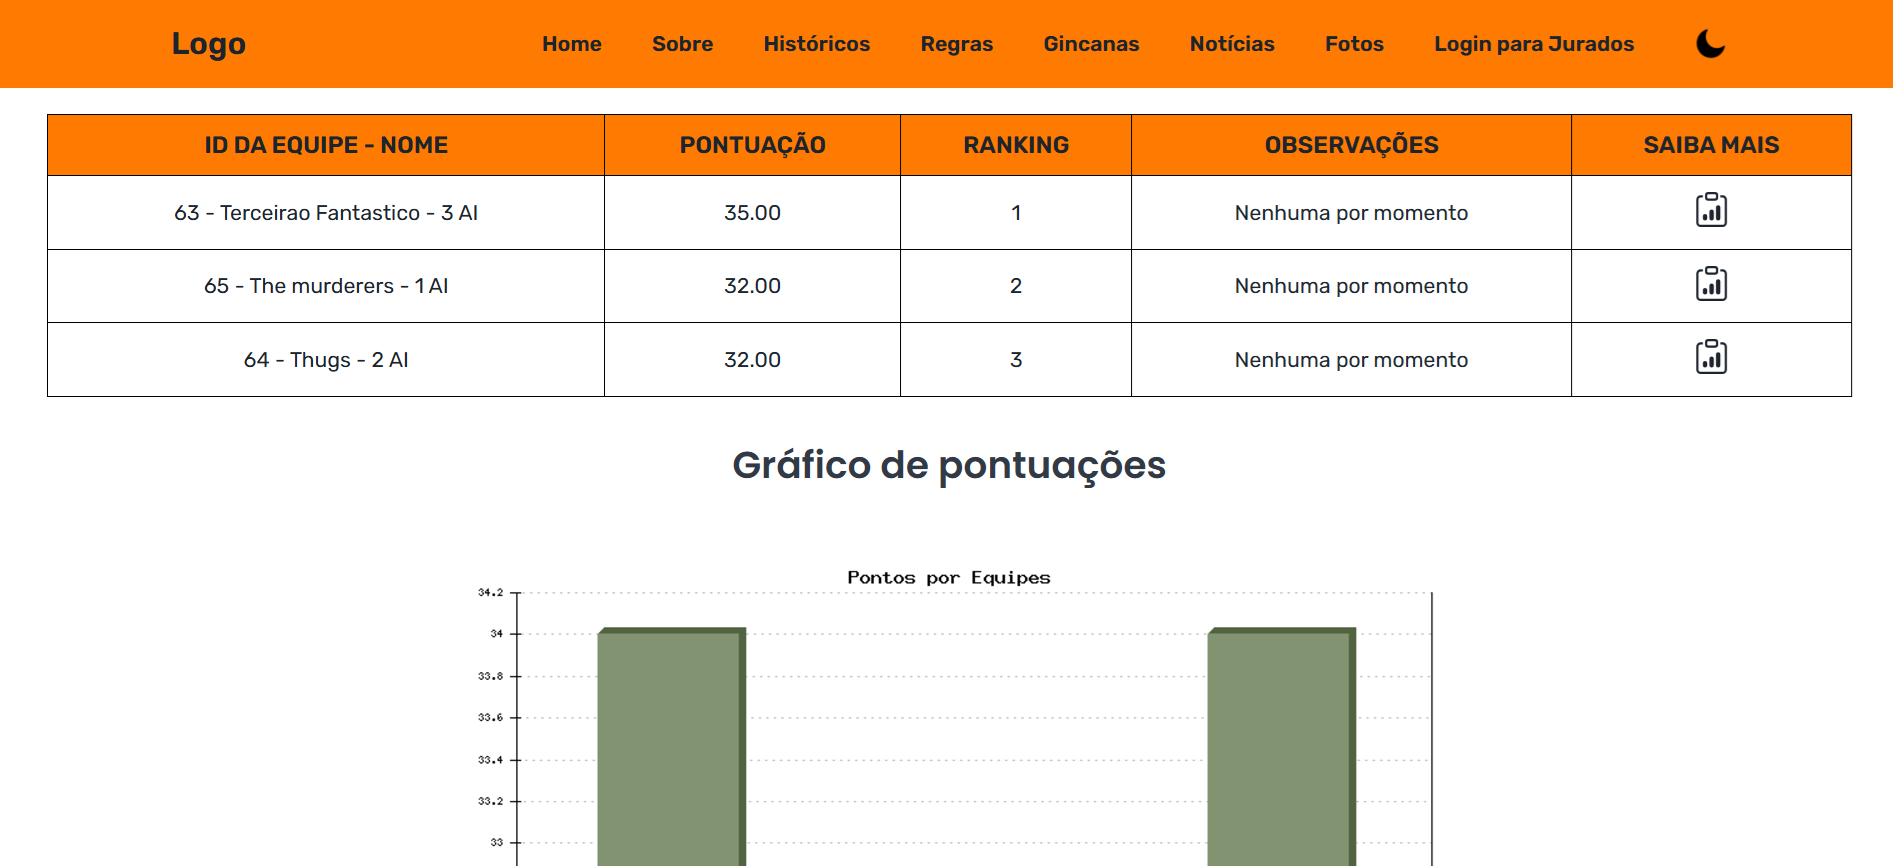 Logo Home Sobre Históricos Regras Gincanas Notícias Fotos Login para Jurados
ID DA EQUIPE - NOME PONTUAÇÃO RANKING OBSERVAÇÕES SAIBA MAIS
63 - Terceirao Fantastico - 3 AI 35.00 1 Nenhuma por momento
65 - The murderers - 1 AI 32.00 2 Nenhuma por momento
64 - Thugs - 2 AI 32.00 3 Nenhuma por momento
Gráfico de pontuações
Pontos por Equipes
34.2
34
33.8
33.6
33.4
33.2
33